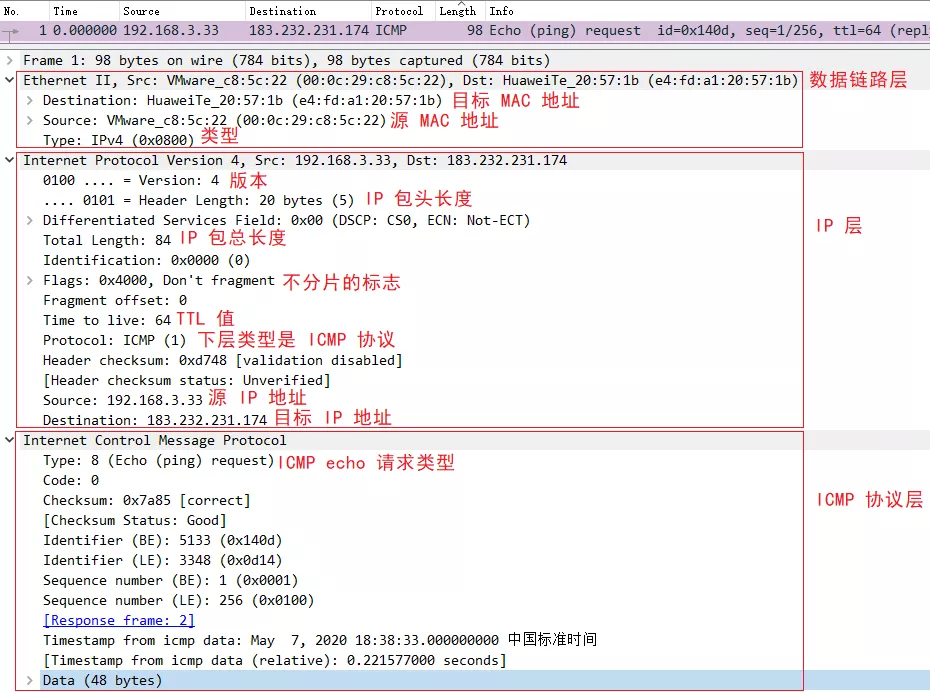 No. Time Source Destination Protocol Length Info
1 0.000000 192.168.3.33 183.232.231.174 ICMP 98 Echo (ping) request id=0x140d, seq=1/256, ttl=64 (repl
Frame 1: 98 bytes on wire (784 bits), 98 bytes captured (784 bits)
Ethernet II, Src: VMware_c8:5c:22 (00:0c:29:c8:5c:22), Dst: HuaweiTe_20:57:1b (e4:fd:a1:20:57:1b) 数据链路层
Destination: HuaweiTe_20:57:1b (e4:fd:a1:20:57:1b) 目标 MAC 地址
Source: VMware_c8:5c:22 (00:0c:29:c8:5c:22) 源 MAC 地址
Type: IPv4 (0x0800) 类型
Internet Protocol Version 4, Src: 192.168.3.33, Dst: 183.232.231.174
0100 .... = Version: 4 版本
.... 0101 = Header Length: 20 bytes (5) IP 包头长度
Differentiated Services Field: 0x00 (DSCP: CS0, ECN: Not-ECT) IP 层
Total Length: 84 IP 包总长度
Identification: 0x0000 (0)
Flags: 0x4000, Don't fragment 不分片的标志
Fragment offset: 0
Time to live: 64 TTL 值
Protocol: ICMP (1) 下层类型是 ICMP 协议
Header checksum: 0xd748 [validation disabled]
[Header checksum status: Unverified]
Source: 192.168.3.33 源 IP 地址
Destination: 183.232.231.174 目标 IP 地址
Internet Control Message Protocol
Type: 8 (Echo (ping) request) ICMP echo 请求类型
Code: 0
Checksum: 0x7a85 [correct] ICMP 协议层
[Checksum Status: Good]
Identifier (BE): 5133 (0x140d)
Identifier (LE): 3348 (0x0d14)
Sequence number (BE): 1 (0x0001)
Sequence number (LE): 256 (0x0100)
[Response frame: 2]
Timestamp from icmp data: May  7, 2020 18:38:33.000000000 中国标准时间
[Timestamp from icmp data (relative): 0.221577000 seconds]
Data (48 bytes)